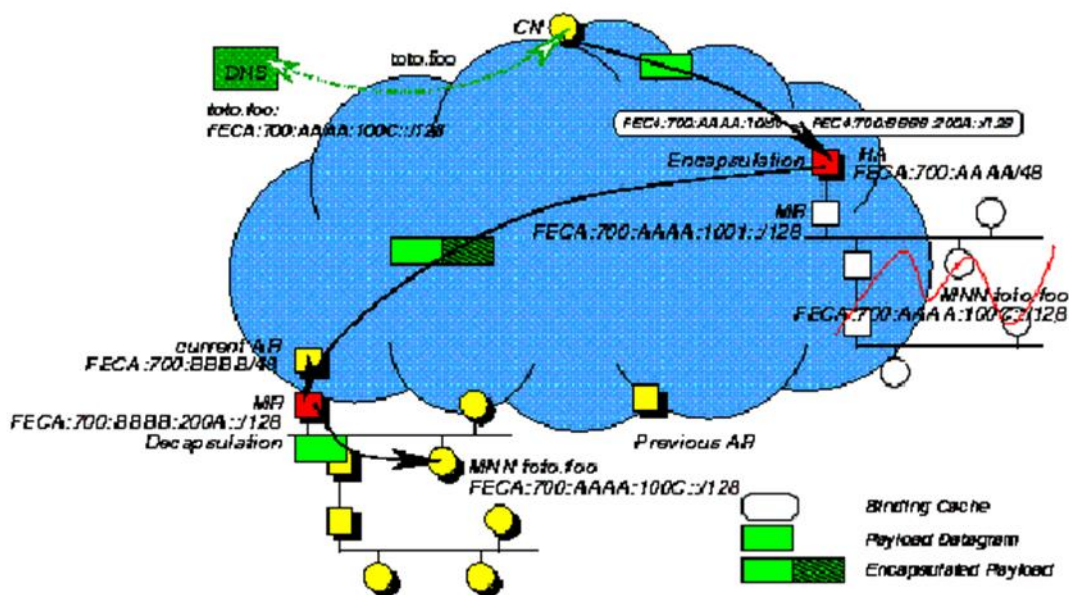 CN
toto.foo
DNS
toto.foo:
FECA:700:AAAA:100C::/128
FECA:700:BBBB:200A::/128
Encapsulation
HA
FECA:700:AAAA/48
MR
FECA:700:AAAA:1001::/128
MNN toto.foo
FECA:700:AAAA:100C::/128
current AR
FECA:700:BBBB/48
MR
FECA:700:BBBB:200A::/128
Decapsulation
Previous AR
MNN toto.foo
FECA:700:AAAA:100C::/128
Binding Cache
Payload Datagram
Encapsulated Payload